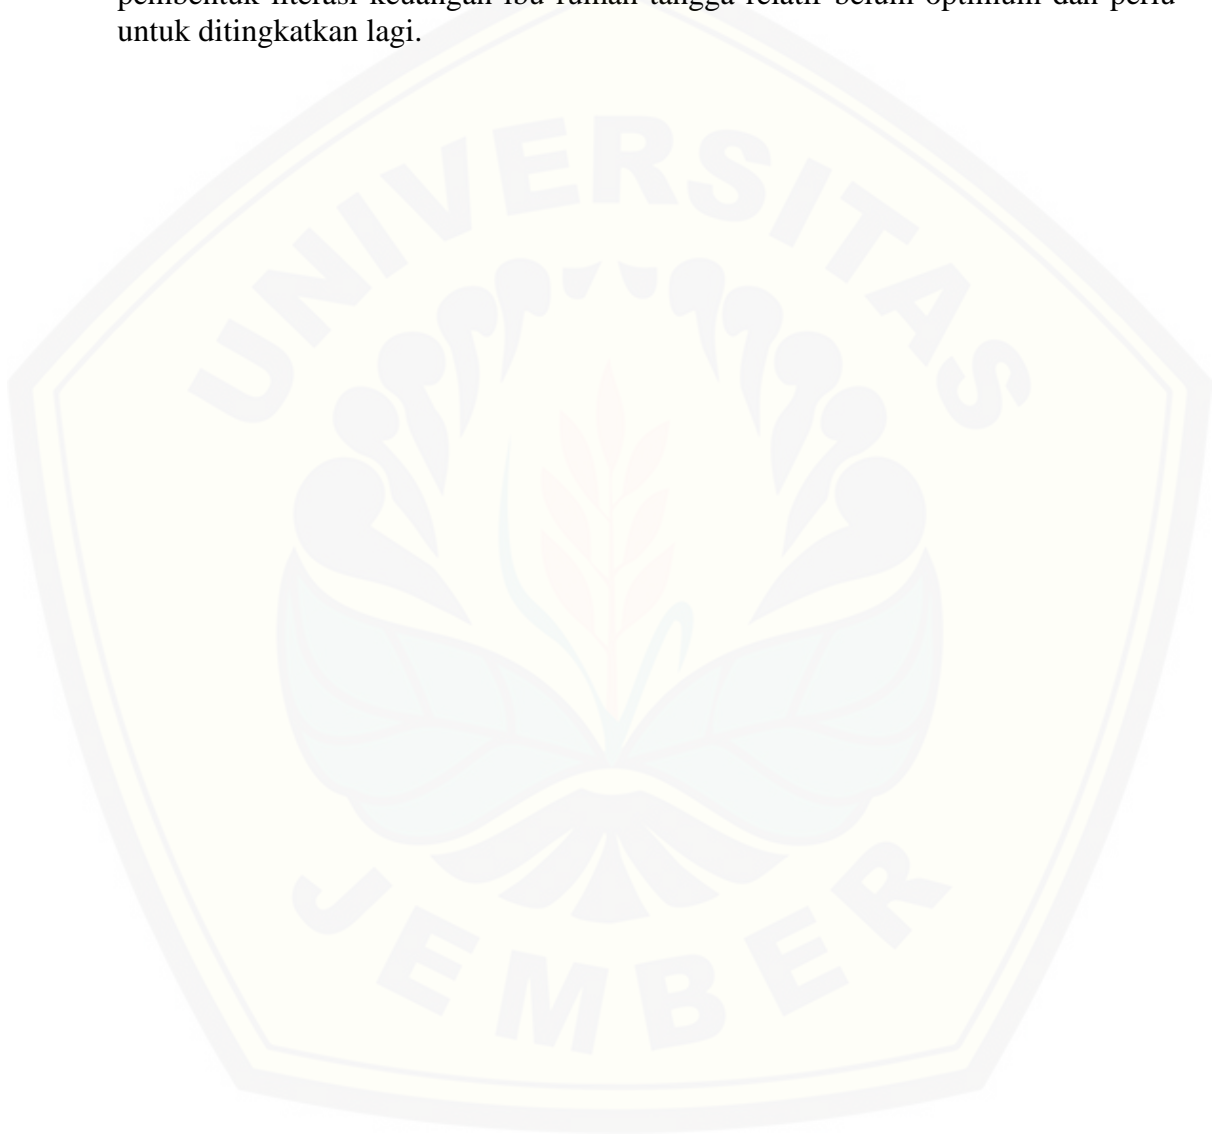 pembentuk literasi keuangan ibu rumah tangga relatif belum optimum dan perlu
untuk ditingkatkan lagi.
UNIVERSITAS
JEMBER